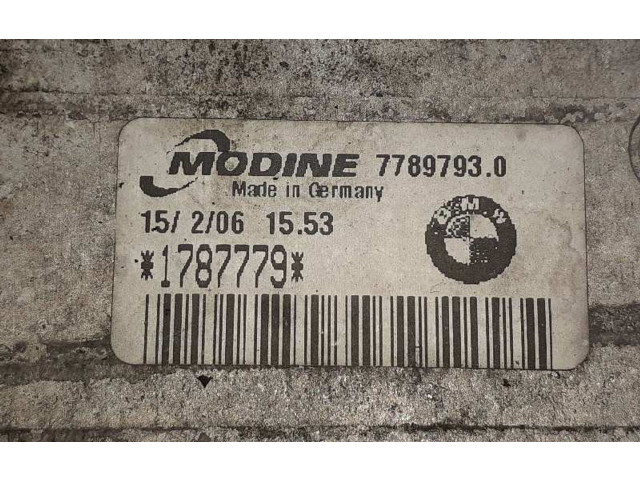 MODINE 7789793.0
Made in Germany
15/ 2/06 15.53
BMW
*1787779*